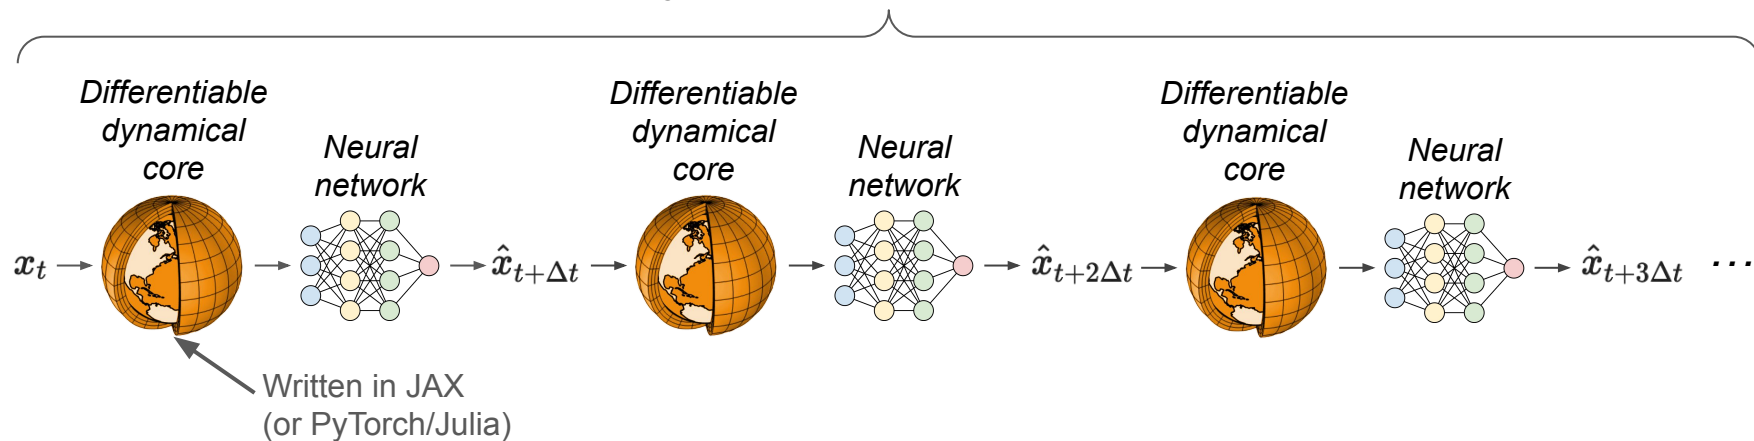 Differentiable
dynamical
core
Neural
network
Differentiable
dynamical
core
Neural
network
Differentiable
dynamical
core
Neural
network
x_t → → x̂_{t+Δt} → → x̂_{t+2Δt} → → x̂_{t+3Δt} ...
Written in JAX
(or PyTorch/Julia)